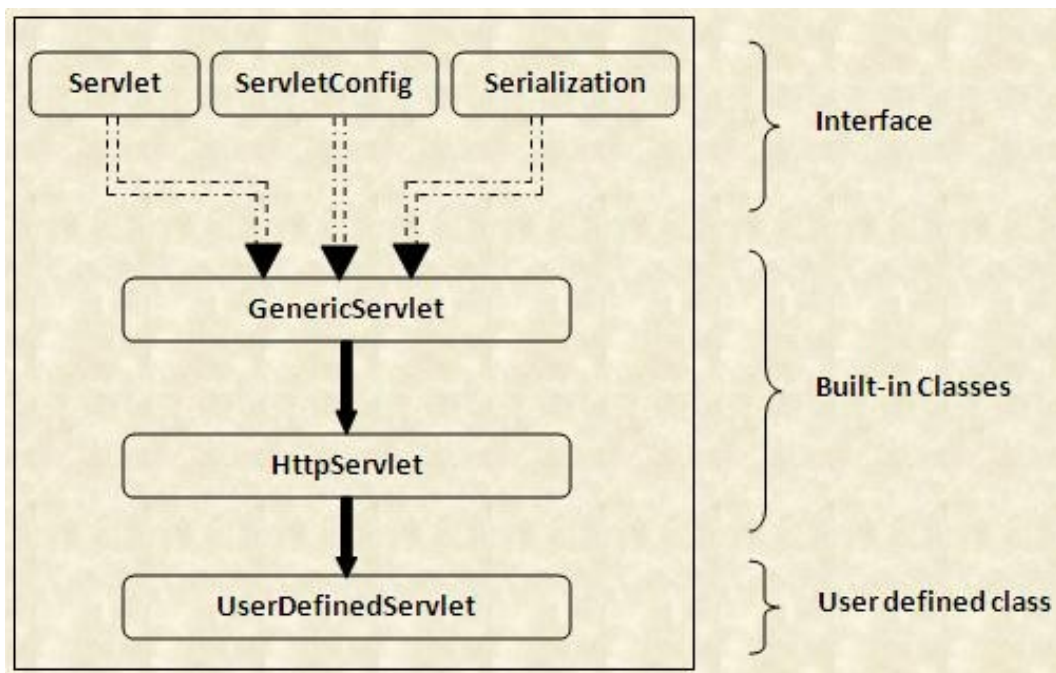 Servlet
ServletConfig
Serialization
Interface
GenericServlet
Built-in Classes
HttpServlet
UserDefinedServlet
User defined class